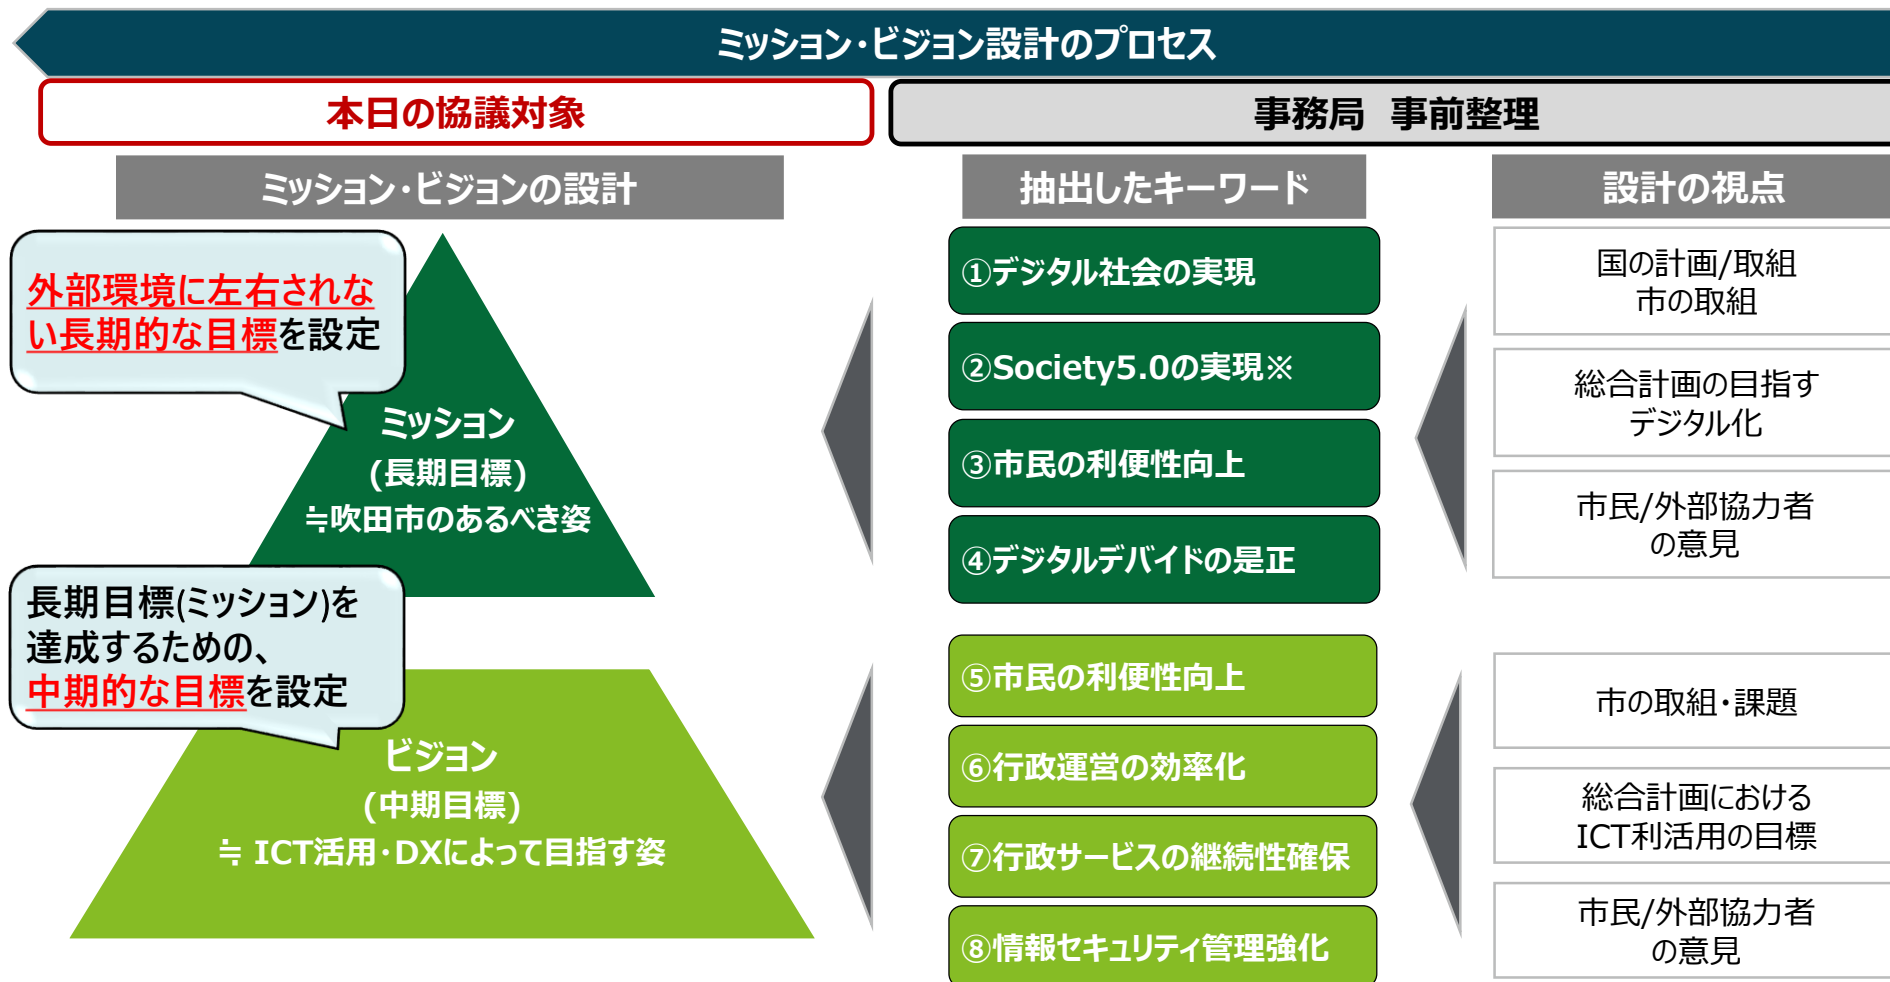 ミッション・ビジョン設計のプロセス
本日の協議対象
事務局 事前整理
ミッション・ビジョンの設計
抽出したキーワード
設計の視点
外部環境に左右されな
い長期的な目標を設定
ミッション
(長期目標)
≒吹田市のあるべき姿
長期目標(ミッション)を
達成するための、
中期的な目標を設定
ビジョン
(中期目標)
≒ ICT活用・DXによって目指す姿
①デジタル社会の実現
②Society5.0の実現※
③市民の利便性向上
④デジタルデバイドの是正
⑤市民の利便性向上
⑥行政運営の効率化
⑦行政サービスの継続性確保
⑧情報セキュリティ管理強化
国の計画/取組
市の取組
総合計画の目指す
デジタル化
市民/外部協力者
の意見
市の取組・課題
総合計画における
ICT利活用の目標
市民/外部協力者
の意見